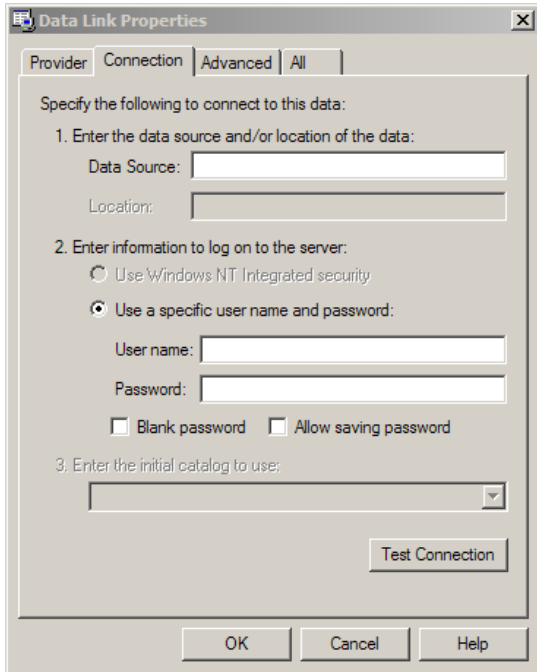 Data Link Properties
Provider Connection Advanced All
Specify the following to connect to this data:
1. Enter the data source and/or location of the data:
Data Source:
Location:
2. Enter information to log on to the server:
Use Windows NT Integrated security
Use a specific user name and password:
User name:
Password:
Blank password Allow saving password
3. Enter the initial catalog to use:
Test Connection
OK Cancel Help